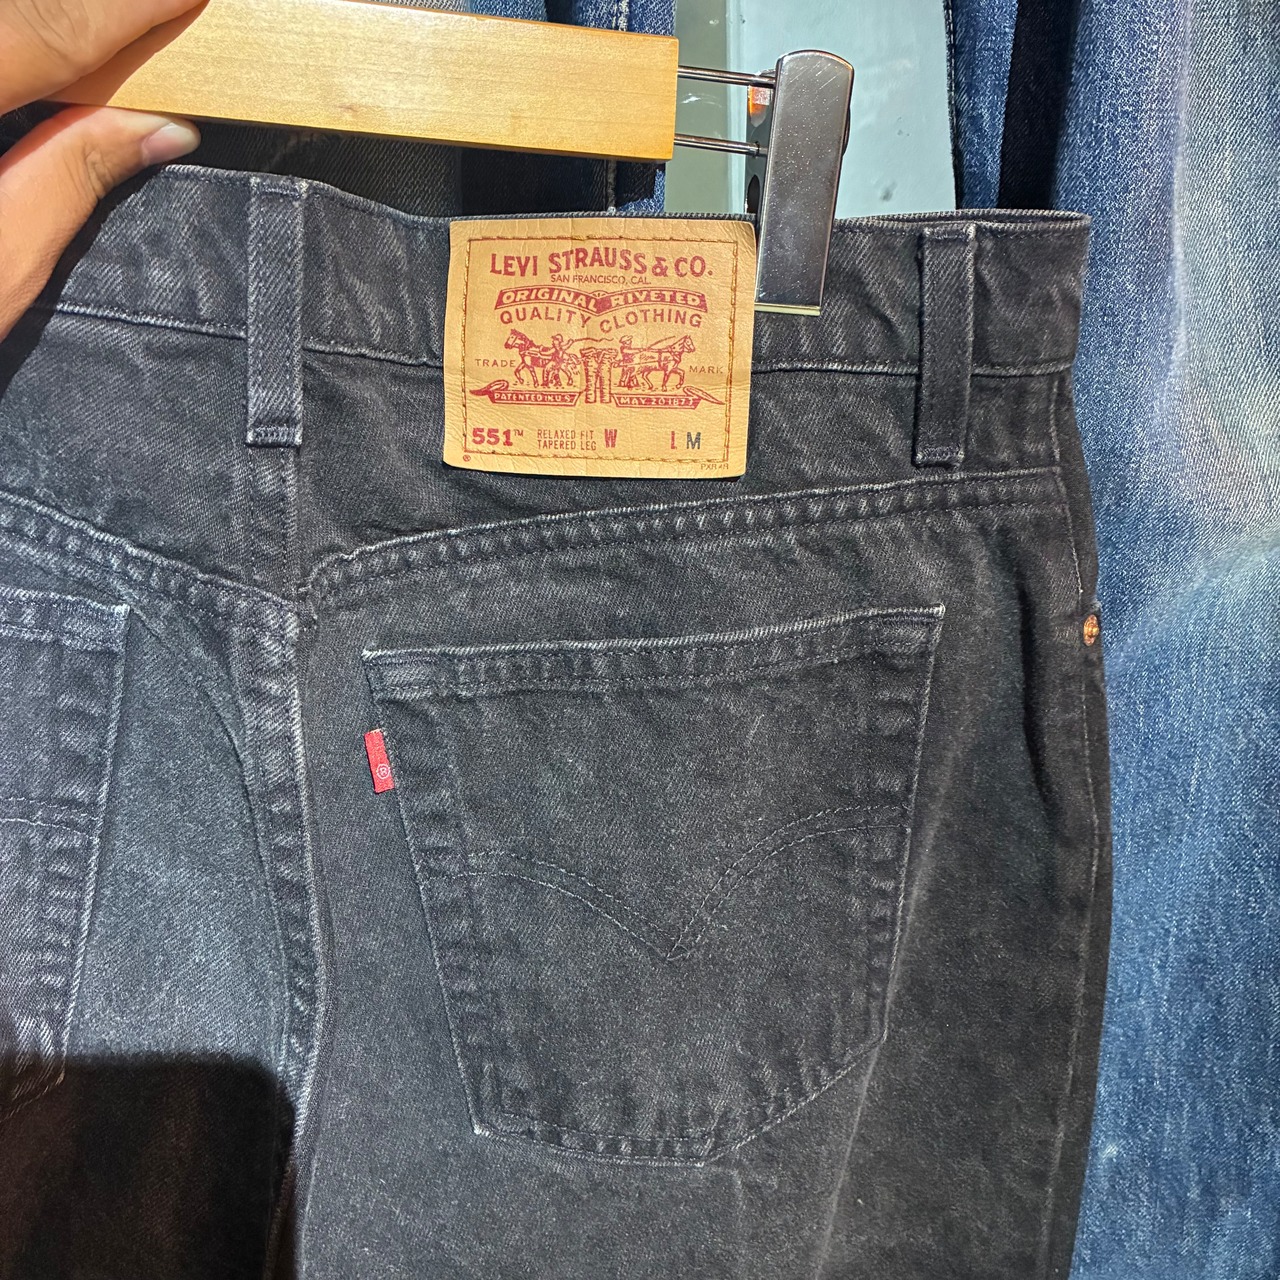 LEVI STRAUSS & CO.
SAN FRANCISCO, CAL.
ORIGINAL RIVETED
QUALITY CLOTHING
TRADE MARK
PATENTED IN U.S. MAY 20 1873
551™ RELAXED FIT W L M
TAPERED LEG
®
®